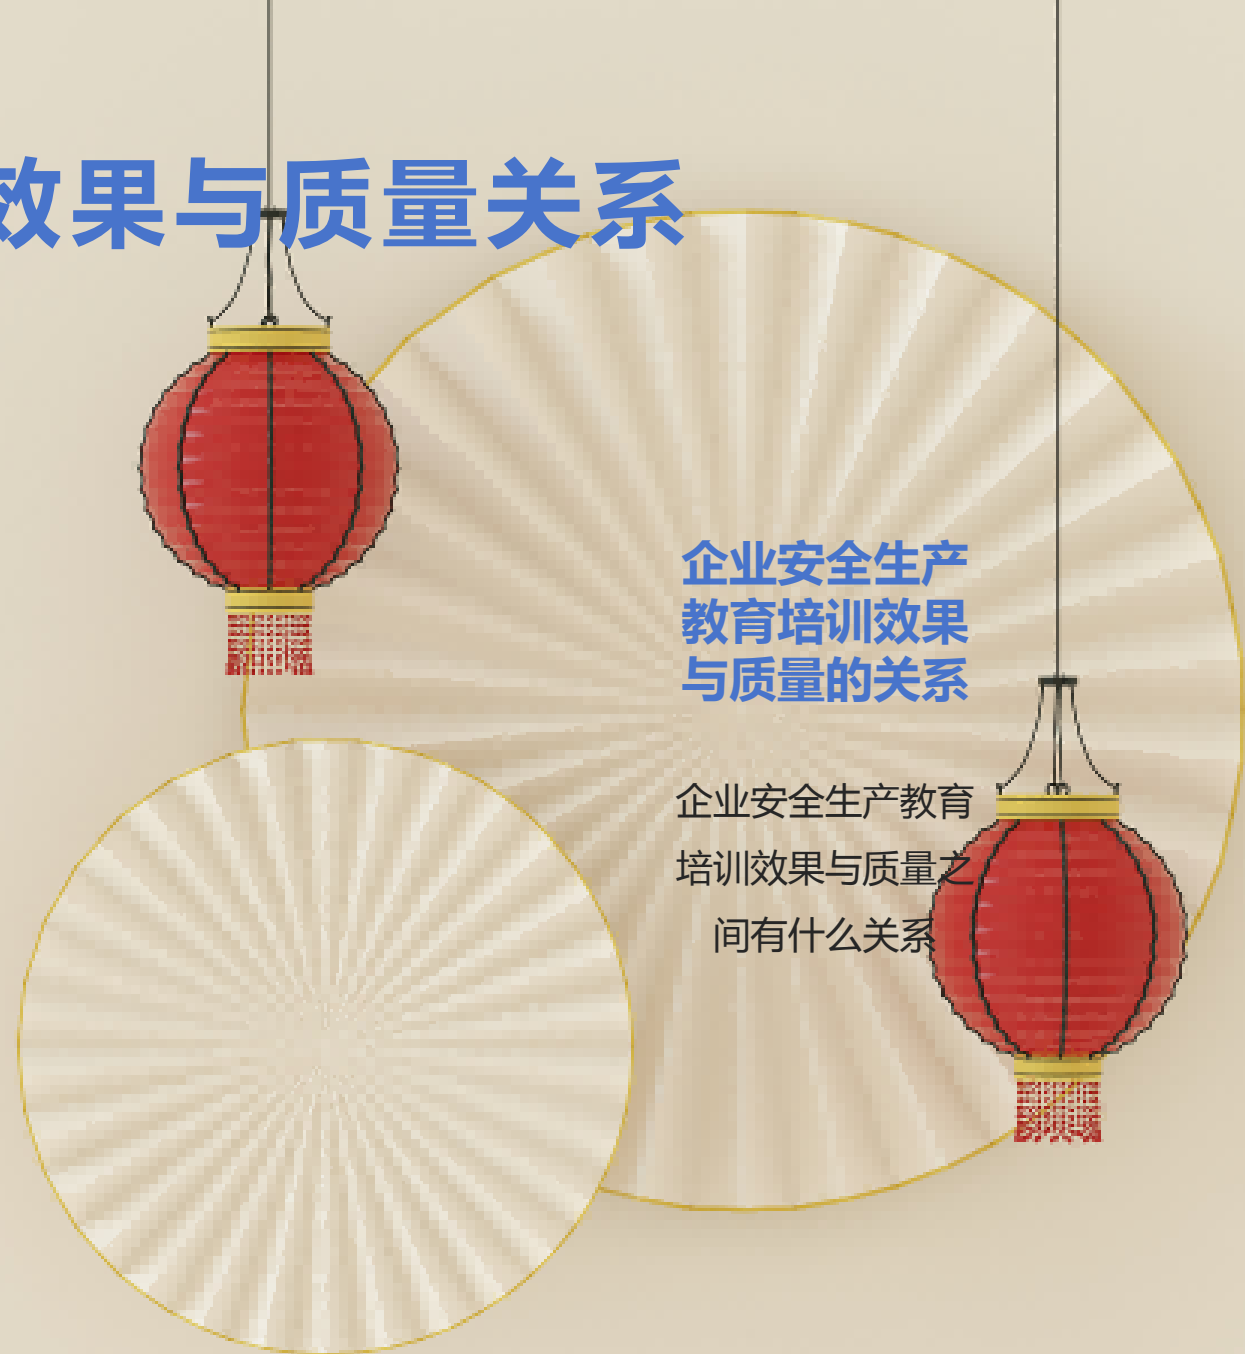 效果与质量关系
企业安全生产
教育培训效果
与质量的关系
企业安全生产教育
培训效果与质量之
间有什么关系